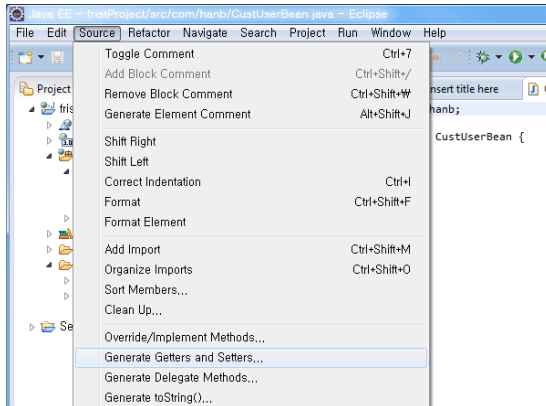 Java EE - fristProject/src/com/hanb/CustUserBean.java - Eclipse
File Edit Source Refactor Navigate Search Project Run Window Help
Toggle Comment Ctrl+7
Add Block Comment Ctrl+Shift+/
Remove Block Comment Ctrl+Shift+₩
Generate Element Comment Alt+Shift+J
Shift Right
Shift Left
Correct Indentation Ctrl+I
Format Ctrl+Shift+F
Format Element
Add Import Ctrl+Shift+M
Organize Imports Ctrl+Shift+O
Sort Members...
Clean Up...
Override/Implement Methods...
Generate Getters and Setters...
Generate Delegate Methods...
Generate toString()...
Project
fris
Se
nsert title here
hanb;
CustUserBean {